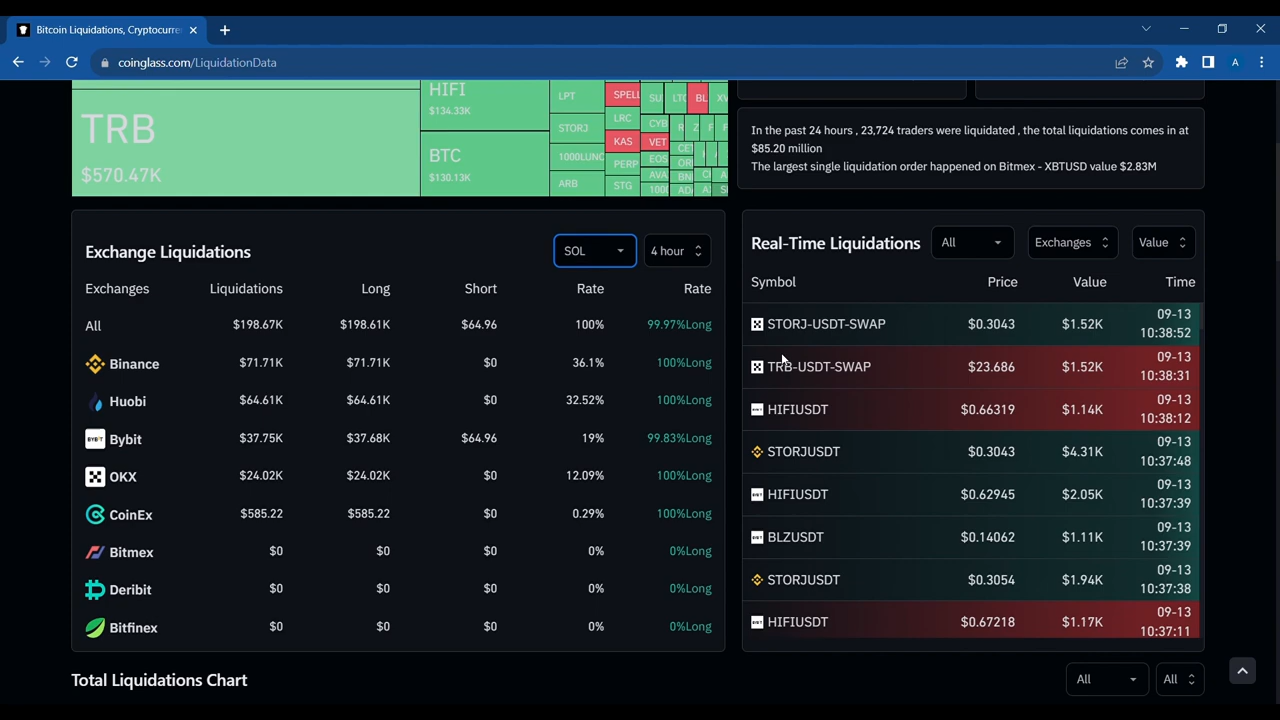 Bitcoin Liquidations, Cryptocurre
coinglass.com/LiquidationData
A
HIFI
$134.33K
LPT
SPELL
LTC
BL
XV
LRC
TRB
STORJ
CYB
KAS
VET
$570.47K
BTC
$130.13K
1000LUNC
PERP
EOS
ARB
STG
AVA
1000
In the past 24 hours , 23,724 traders were liquidated , the total liquidations comes in at
$85.20 million
The largest single liquidation order happened on Bitmex - XBTUSD value $2.83M
Exchange Liquidations
SOL
4 hour
Exchanges Liquidations Long Short Rate Rate
All $198.67K $198.61K $64.96 100% 99.97%Long
Binance $71.71K $71.71K $0 36.1% 100%Long
Huobi $64.61K $64.61K $0 32.52% 100%Long
BYBIT Bybit $37.75K $37.68K $64.96 19% 99.83%Long
OKX $24.02K $24.02K $0 12.09% 100%Long
CoinEx $585.22 $585.22 $0 0.29% 100%Long
Bitmex $0 $0 $0 0% 0%Long
Deribit $0 $0 $0 0% 0%Long
Bitfinex $0 $0 $0 0% 0%Long
Real-Time Liquidations
All
Exchanges
Value
Symbol Price Value Time
STORJ-USDT-SWAP $0.3043 $1.52K 09-13
10:38:52
TRB-USDT-SWAP $23.686 $1.52K 09-13
10:38:31
HIFIUSDT $0.66319 $1.14K 09-13
10:38:12
STORJUSDT $0.3043 $4.31K 09-13
10:37:48
HIFIUSDT $0.62945 $2.05K 09-13
10:37:39
BLZUSDT $0.14062 $1.11K 09-13
10:37:39
STORJUSDT $0.3054 $1.94K 09-13
10:37:38
HIFIUSDT $0.67218 $1.17K 09-13
10:37:11
Total Liquidations Chart
All
All